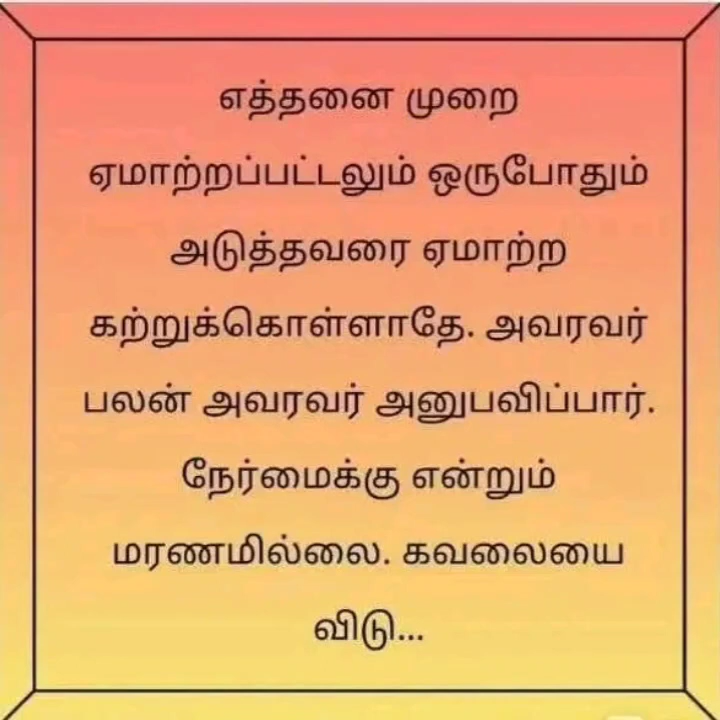 எத்தனை முறை
ஏமாற்றப்பட்டலும் ஒருபோதும்
அடுத்தவரை ஏமாற்ற
கற்றுக்கொள்ளாதே. அவரவர்
பலன் அவரவர் அனுபவிப்பார்.
நேர்மைக்கு என்றும்
மரணமில்லை. கவலையை
விடு...